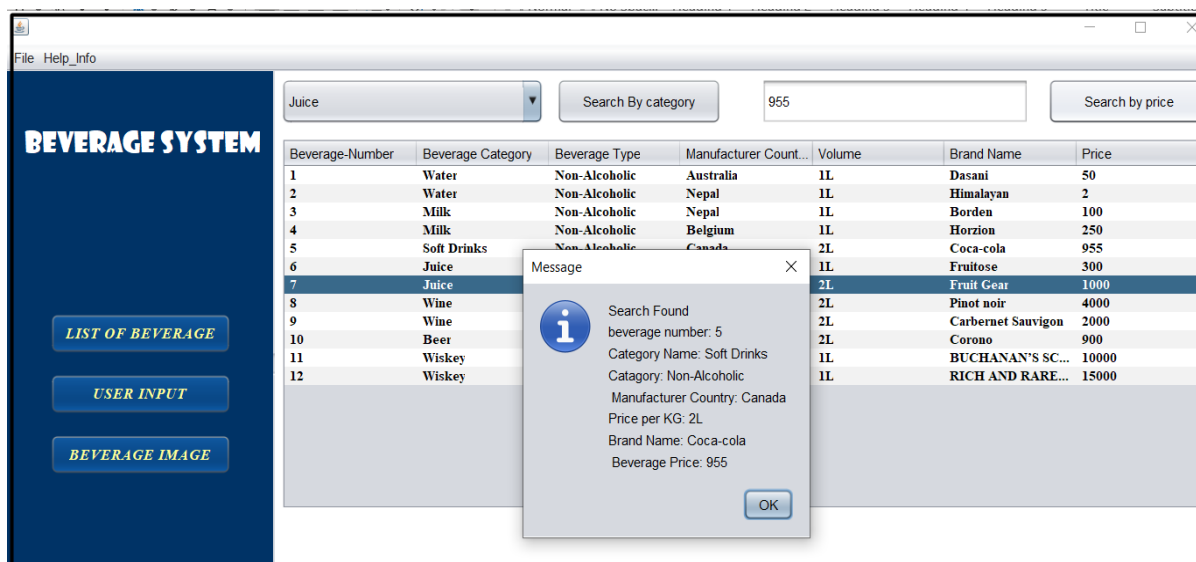 File Help_Info
Juice Search By category 955 Search by price
BEVERAGE SYSTEM
Beverage-Number Beverage Category Beverage Type Manufacturer Count... Volume Brand Name Price
1 Water Non-Alcoholic Australia 1L Dasani 50
2 Water Non-Alcoholic Nepal 1L Himalayan 2
3 Milk Non-Alcoholic Nepal 1L Borden 100
4 Milk Non-Alcoholic Belgium 1L Horzion 250
5 Soft Drinks Non-Alcoholic Canada 2L Coca-cola 955
6 Juice 1L Fruitose 300
7 Juice 2L Fruit Gear 1000
8 Wine 2L Pinot noir 4000
9 Wine 2L Carbernet Sauvigon 2000
10 Beer 2L Corono 900
11 Wiskey 1L BUCHANAN'S SC... 10000
12 Wiskey 1L RICH AND RARE... 15000
Message
Search Found
beverage number: 5
Category Name: Soft Drinks
Catagory: Non-Alcoholic
Manufacturer Country: Canada
Price per KG: 2L
Brand Name: Coca-cola
Beverage Price: 955
OK
LIST OF BEVERAGE
USER INPUT
BEVERAGE IMAGE